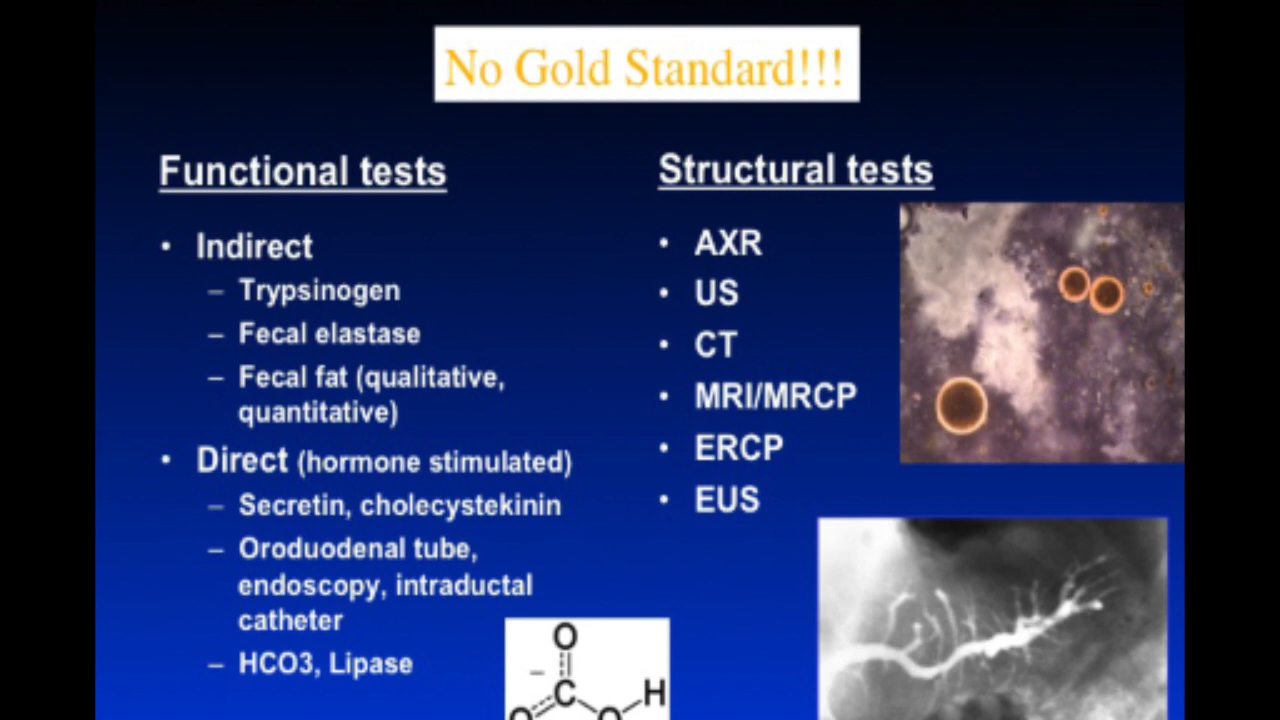 No Gold Standard!!!
Functional tests
• Indirect
– Trypsinogen
– Fecal elastase
– Fecal fat (qualitative,
quantitative)
• Direct (hormone stimulated)
– Secretin, cholecystekinin
– Oroduodenal tube,
endoscopy, intraductal
catheter
– HCO3, Lipase
Structural tests
• AXR
• US
• CT
• MRI/MRCP
• ERCP
• EUS
O
–
C
H
O
O